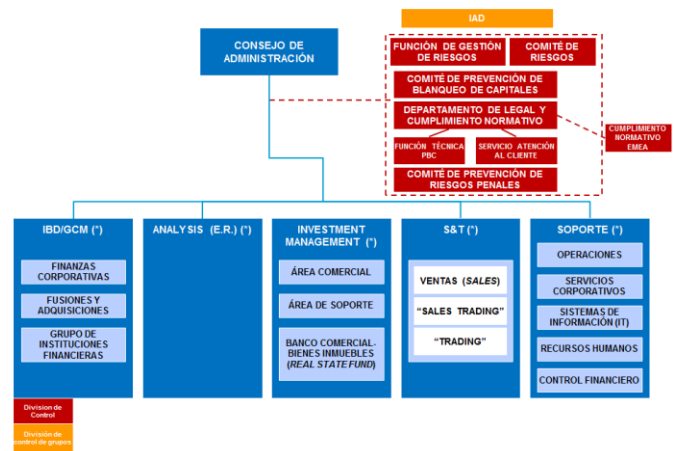 IAD
CONSEJO DE
ADMINISTRACIÓN
FUNCIÓN DE GESTIÓN
DE RIESGOS
COMITÉ DE
RIESGOS
COMITÉ DE PREVENCIÓN DE
BLANQUEO DE CAPITALES
DEPARTAMENTO DE LEGAL Y
CUMPLIMIENTO NORMATIVO
CUMPLIMIENTO
NORMATIVO
EMEA
FUNCIÓN TÉCNICA
PBC
SERVICIO ATENCIÓN
AL CLIENTE
COMITÉ DE PREVENCIÓN DE
RIESGOS PENALES
IBD/GCM (*)
FINANZAS
CORPORATIVAS
FUSIONES Y
ADQUISICIONES
GRUPO DE
INSTITUCIONES
FINANCIERAS
ANALYSIS (E.R.) (*)
INVESTMENT
MANAGEMENT (*)
ÁREA COMERCIAL
ÁREA DE SOPORTE
BANCO COMERCIAL-
BIENES INMUEBLES
(REAL STATE FUND)
S&T (*)
VENTAS (SALES)
“SALES TRADING”
“TRADING”
SOPORTE (*)
OPERACIONES
SERVICIOS
CORPORATIVOS
SISTEMAS DE
INFORMACIÓN (IT)
RECURSOS HUMANOS
CONTROL FINANCIERO
Division de
Control
División de
control de grupos